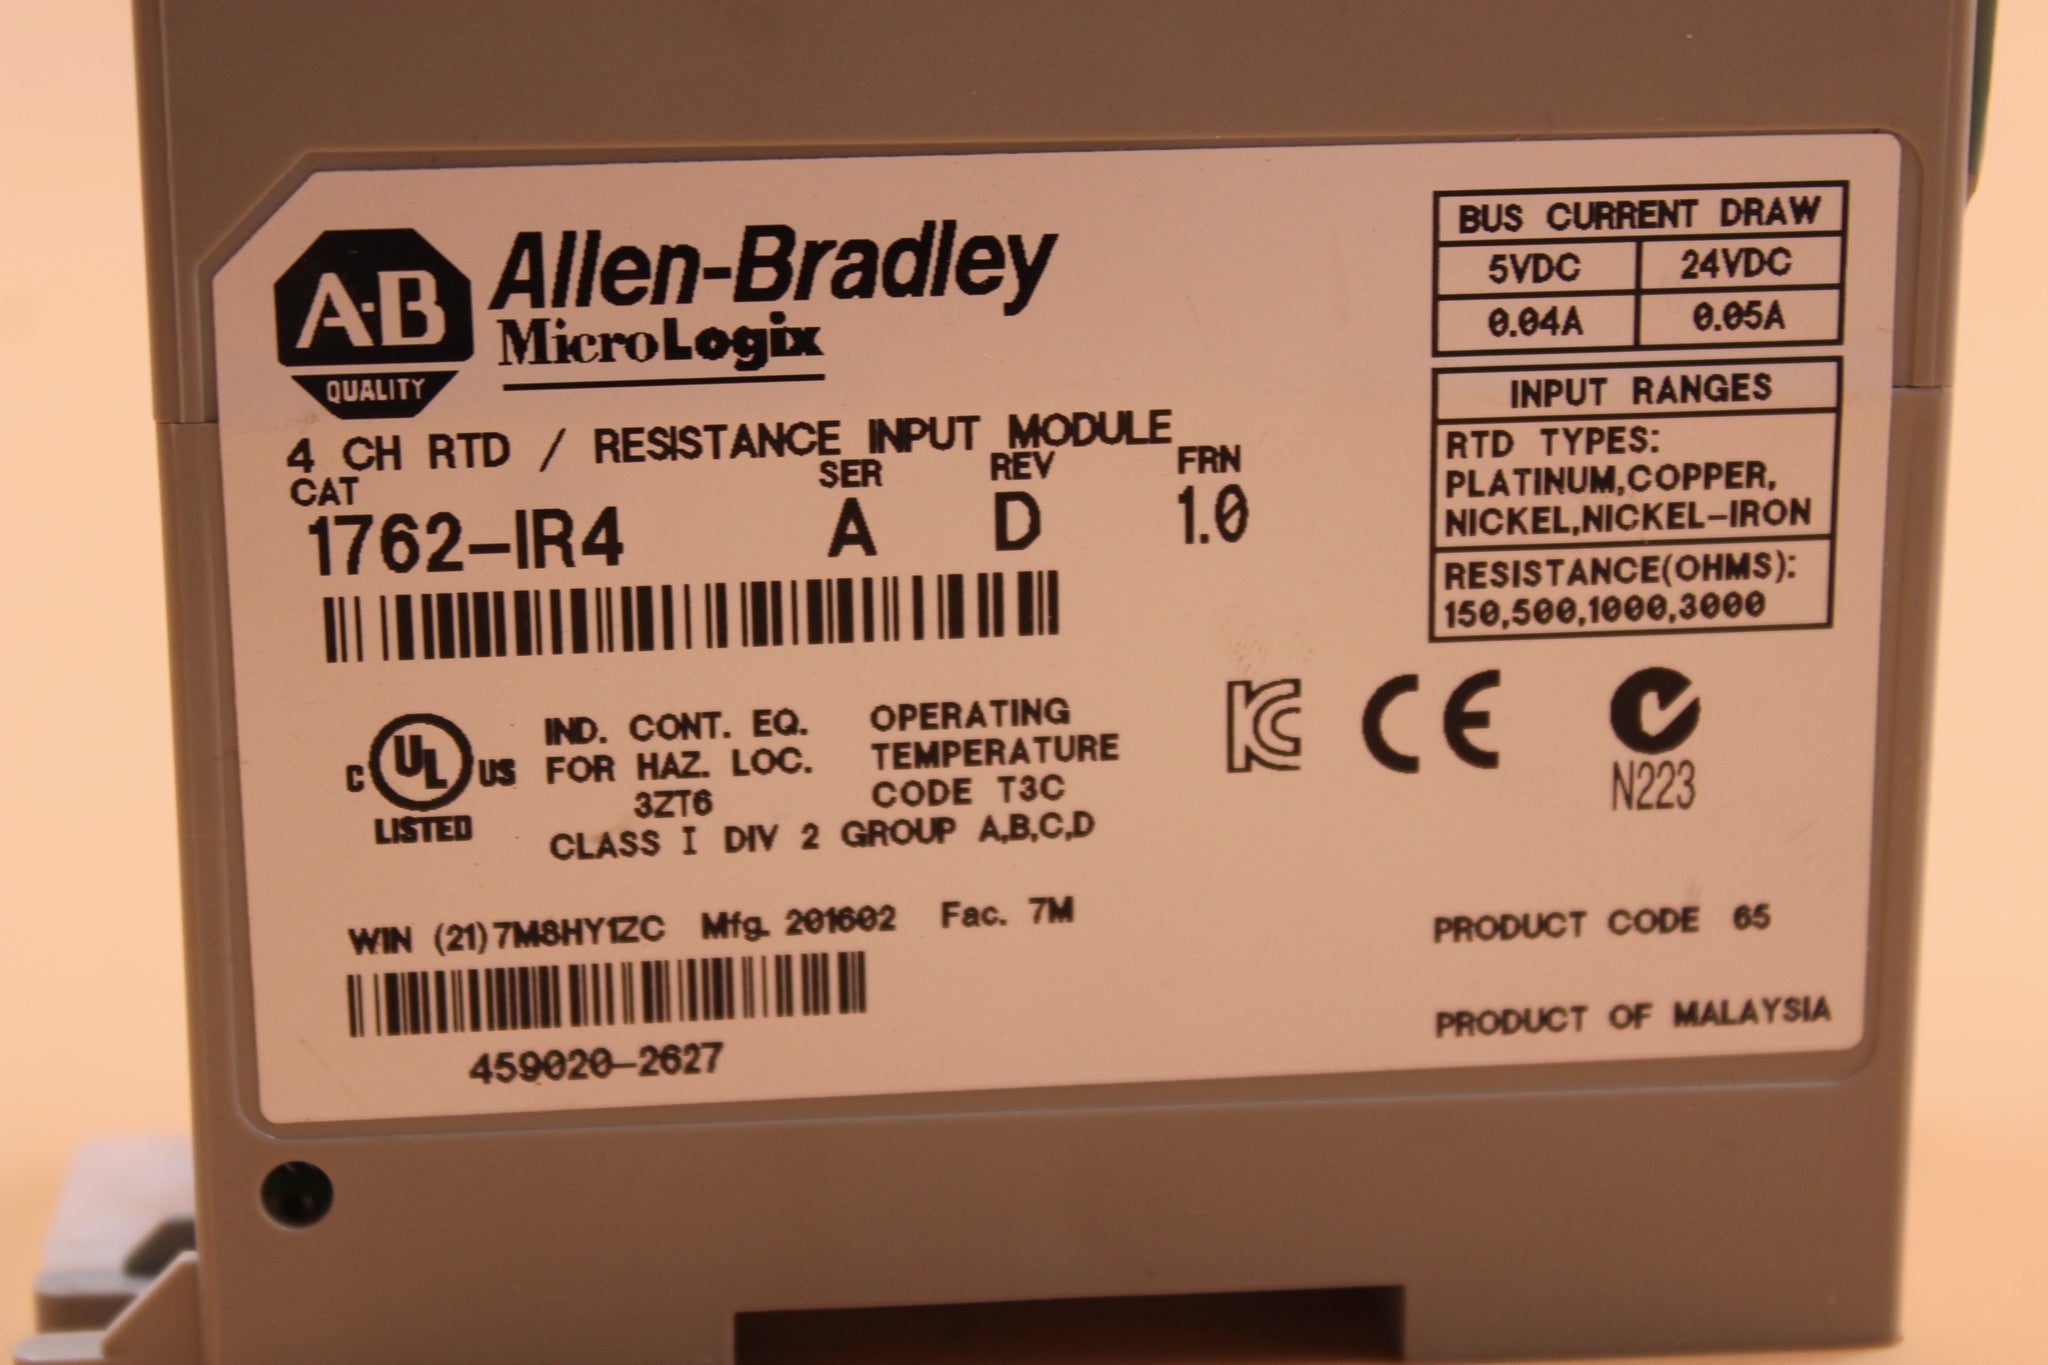 A-B
QUALITY
Allen-Bradley
MicroLogix
4 CH RTD / RESISTANCE INPUT MODULE
CAT SER REV FRN
1762-IR4 A D 1.0
C UL US
LISTED
IND. CONT. EQ.
FOR HAZ. LOC.
3ZT6
OPERATING
TEMPERATURE
CODE T3C
CLASS I DIV 2 GROUP A,B,C,D
WIN (21)7M8HY1ZC Mfg. 201602 Fac. 7M
459020-2627
BUS CURRENT DRAW
5VDC 24VDC
0.04A 0.05A
INPUT RANGES
RTD TYPES:
PLATINUM,COPPER,
NICKEL,NICKEL-IRON
RESISTANCE(OHMS):
150,500,1000,3000
KC CE
N223
PRODUCT CODE 65
PRODUCT OF MALAYSIA